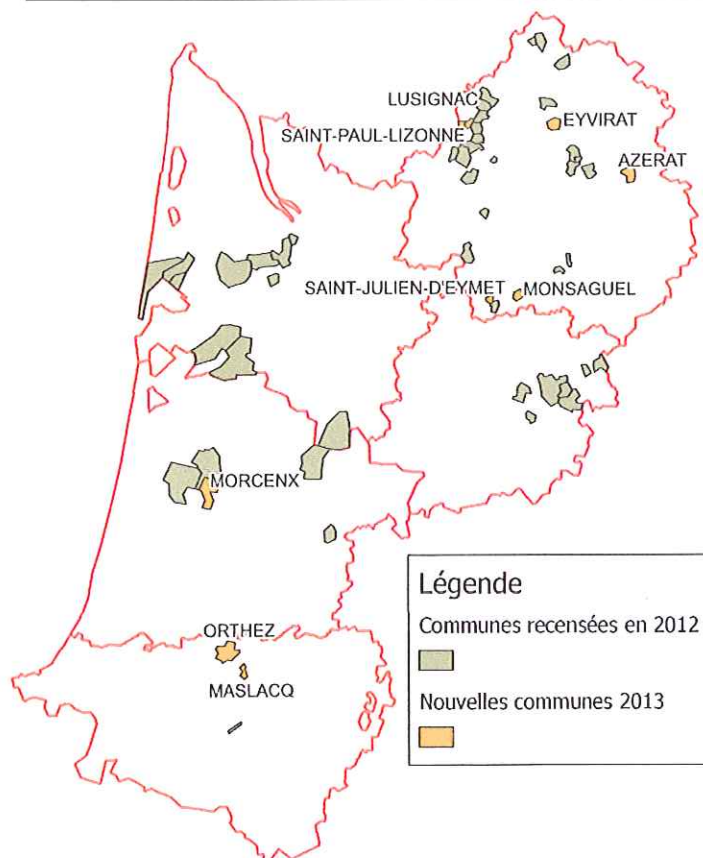 LUSIGNAC
SAINT-PAUL-LIZONNE
EYVIRAT
AZERAT
SAINT-JULIEN-D'EYMET
MONSAGUEL
MORCENX
ORTHEZ
MASLACQ
Légende
Communes recensées en 2012
Nouvelles communes 2013